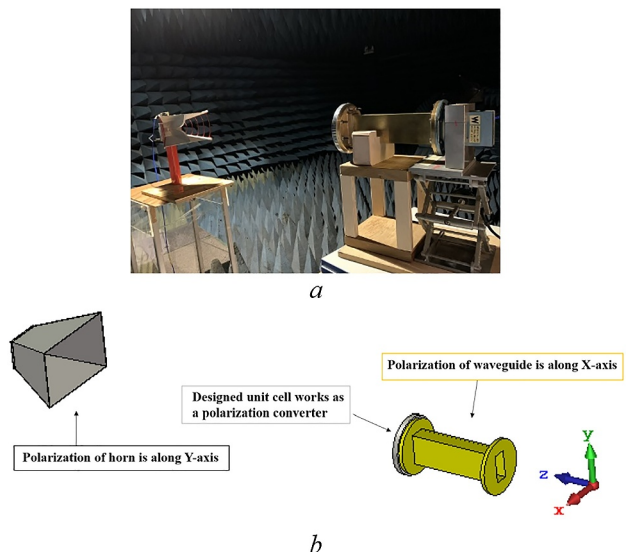 a
Polarization of waveguide is along X-axis
Designed unit cell works as
a polarization converter
Polarization of horn is along Y-axis
y
z
x
b